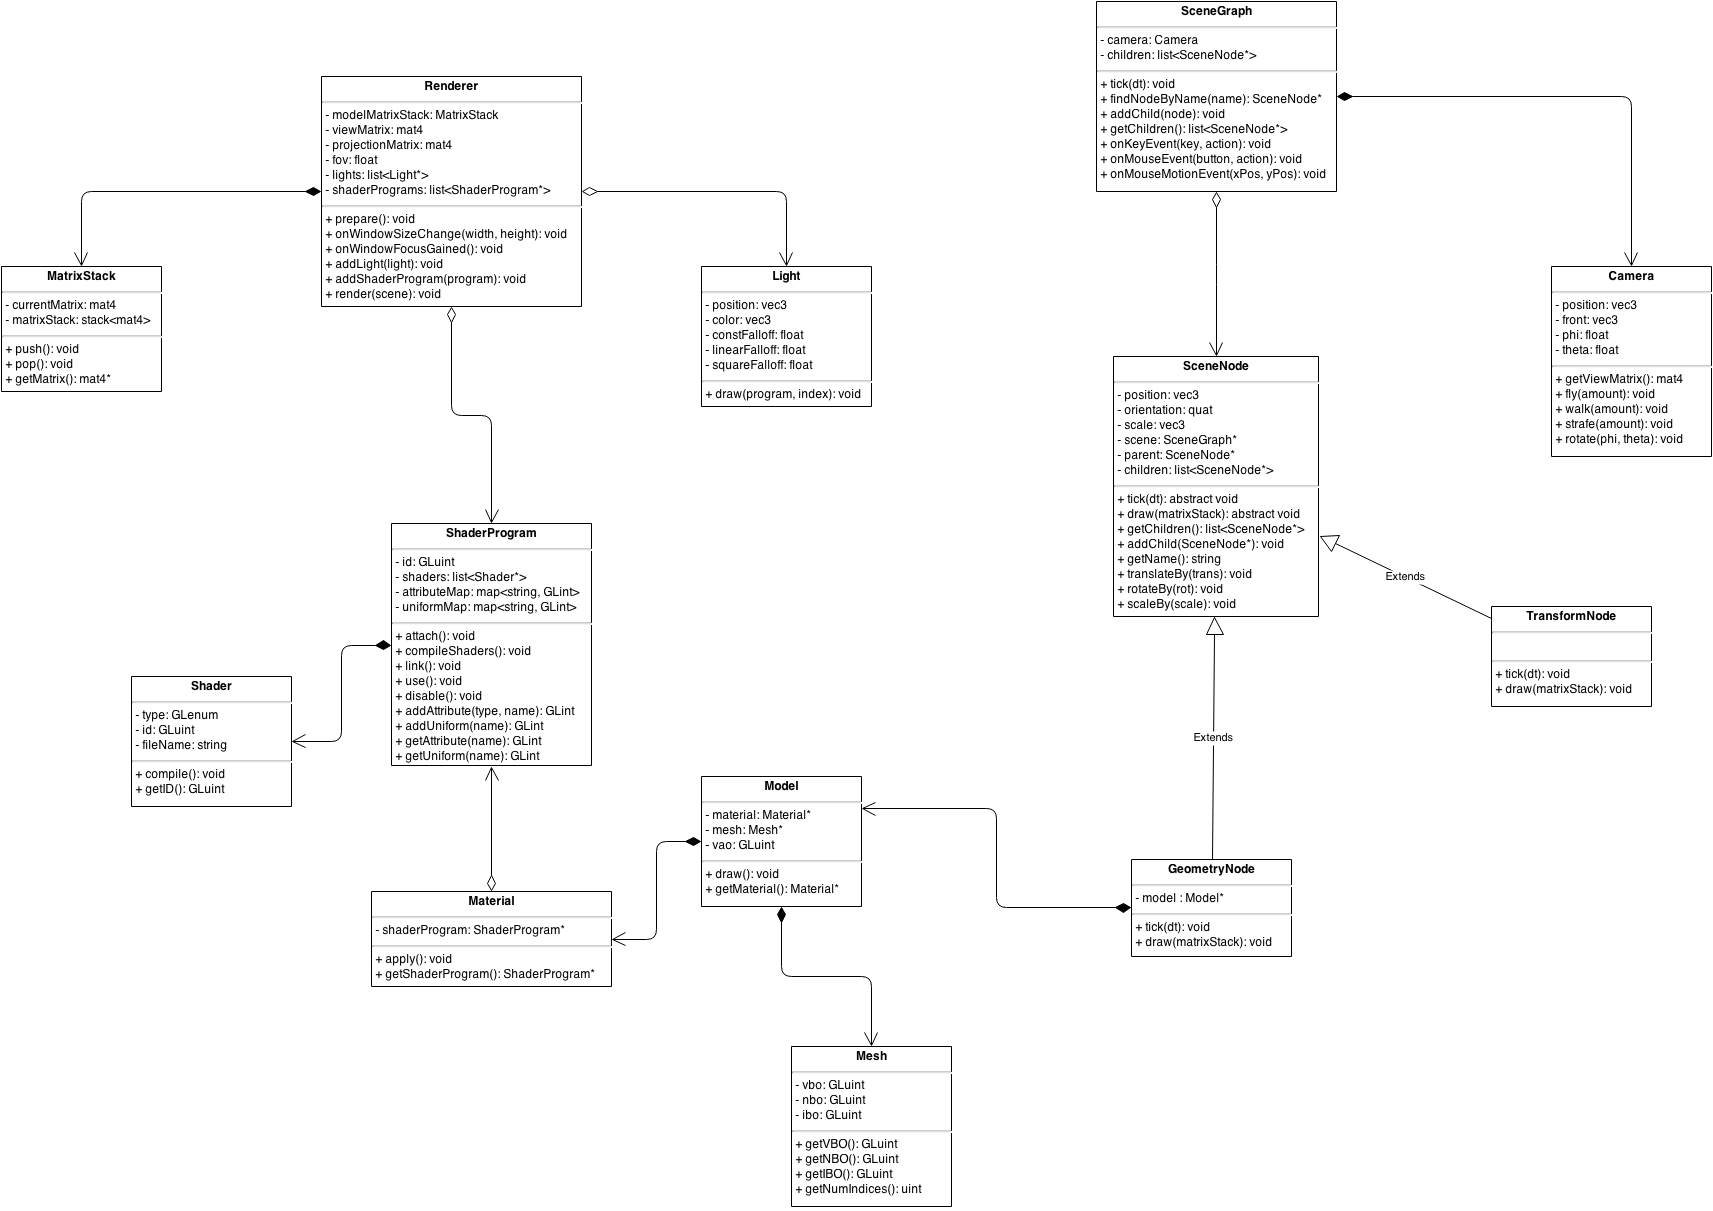 SceneGraph
- camera: Camera
- children: list<SceneNode*>
+ tick(dt): void
+ findNodeByName(name): SceneNode*
+ addChild(node): void
+ getChildren(): list<SceneNode*>
+ onKeyEvent(key, action): void
+ onMouseEvent(button, action): void
+ onMouseMotionEvent(xPos, yPos): void
Renderer
- modelMatrixStack: MatrixStack
- viewMatrix: mat4
- projectionMatrix: mat4
- fov: float
- lights: list<Light*>
- shaderPrograms: list<ShaderProgram*>
+ prepare(): void
+ onWindowSizeChange(width, height): void
+ onWindowFocusGained(): void
+ addLight(light): void
+ addShaderProgram(program): void
+ render(scene): void
MatrixStack
- currentMatrix: mat4
- matrixStack: stack<mat4>
+ push(): void
+ pop(): void
+ getMatrix(): mat4*
Light
- position: vec3
- color: vec3
- constFalloff: float
- linearFalloff: float
- squareFalloff: float
+ draw(program, index): void
Camera
- position: vec3
- front: vec3
- phi: float
- theta: float
+ getViewMatrix(): mat4
+ fly(amount): void
+ walk(amount): void
+ strafe(amount): void
+ rotate(phi, theta): void
SceneNode
- position: vec3
- orientation: quat
- scale: vec3
- scene: SceneGraph*
- parent: SceneNode*
- children: list<SceneNode*>
+ tick(dt): abstract void
+ draw(matrixStack): abstract void
+ getChildren(): list<SceneNode*>
+ addChild(SceneNode*): void
+ getName(): string
+ translateBy(trans): void
+ rotateBy(rot): void
+ scaleBy(scale): void
Extends
TransformNode
+ tick(dt): void
+ draw(matrixStack): void
ShaderProgram
- id: GLuint
- shaders: list<Shader*>
- attributeMap: map<string, GLint>
- uniformMap: map<string, GLint>
+ attach(): void
+ compileShaders(): void
+ link(): void
+ use(): void
+ disable(): void
+ addAttribute(type, name): GLint
+ addUniform(name): GLint
+ getAttribute(name): GLint
+ getUniform(name): GLint
Shader
- type: GLenum
- id: GLuint
- fileName: string
+ compile(): void
+ getID(): GLuint
Extends
Model
- material: Material*
- mesh: Mesh*
- vao: GLuint
+ draw(): void
+ getMaterial(): Material*
GeometryNode
- model : Model*
+ tick(dt): void
+ draw(matrixStack): void
Material
- shaderProgram: ShaderProgram*
+ apply(): void
+ getShaderProgram(): ShaderProgram*
Mesh
- vbo: GLuint
- nbo: GLuint
- ibo: GLuint
+ getVBO(): GLuint
+ getNBO(): GLuint
+ getIBO(): GLuint
+ getNumIndices(): uint